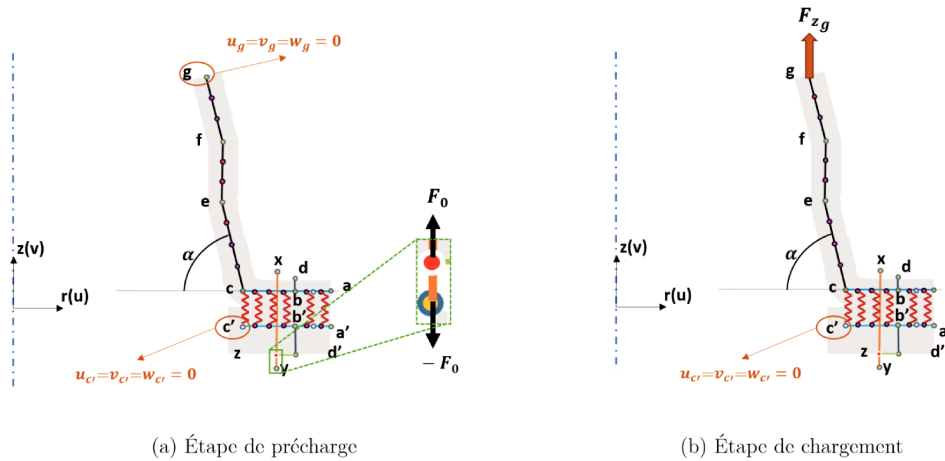 u_g=v_g=w_g = 0
g
f
e
α
z(v)
r(u)
x
d
c
b
a
c'
b'
a'
z
d'
y
F_0
− F_0
u_c'=v_c'=w_c' = 0
(a) Étape de précharge
F_zg
g
f
e
α
z(v)
r(u)
x
d
c
b
a
c'
b'
a
z
d'
y
u_c'=v_c'=w_c' = 0
(b) Étape de chargement